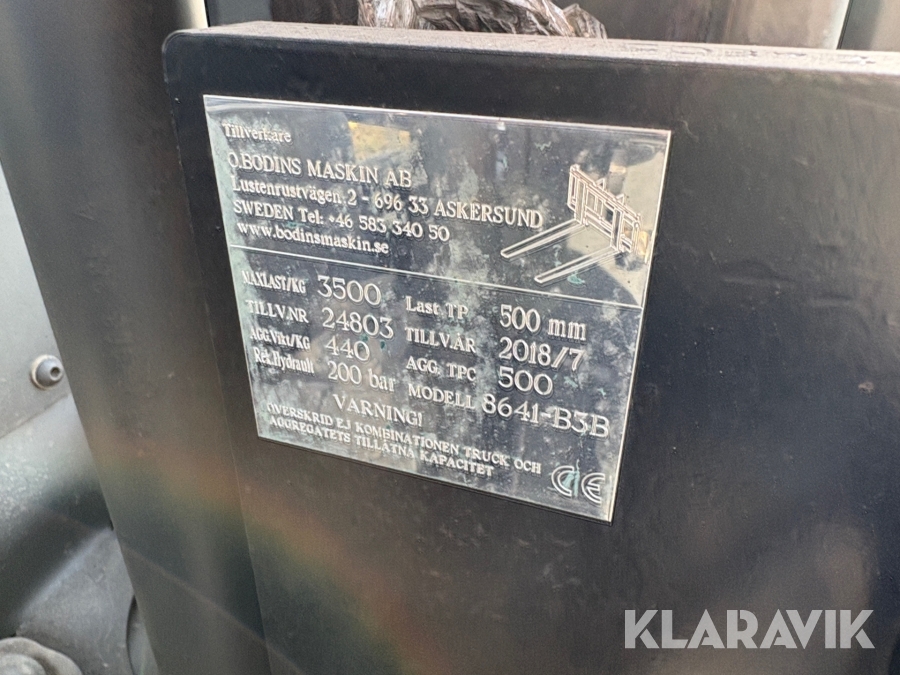 Tillverkare
O.BODINS MASKIN AB
Lustenrustvägen 2 - 696 33 ASKERSUND
SWEDEN Tel: +46 583 340 50
www.bodinsmaskin.se
MAXLAST/KG 3500 Last TP 500 mm
TILLV.NR 24803 TILLV.ÅR 2018/7
AGG.Vikt/KG 440 AGG. TPC 500
Rek.Hydrault 200 bar MODELL 8641-B3B
VARNING!
ÖVERSKRID EJ KOMBINATIONEN TRUCK OCH
AGGREGATETS TILLÅTNA KAPACITET
CE
KLARAVIK